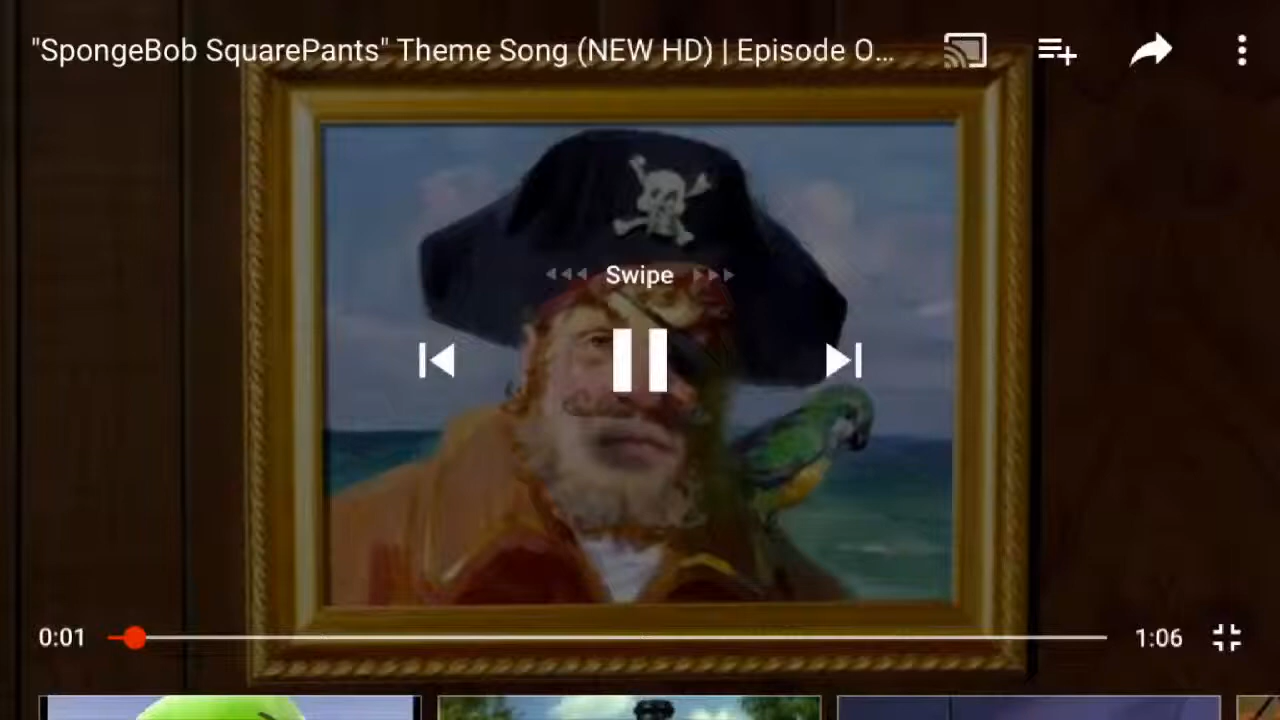 "SpongeBob SquarePants" Theme Song (NEW HD) | Episode O...
Swipe
0:01
1:06